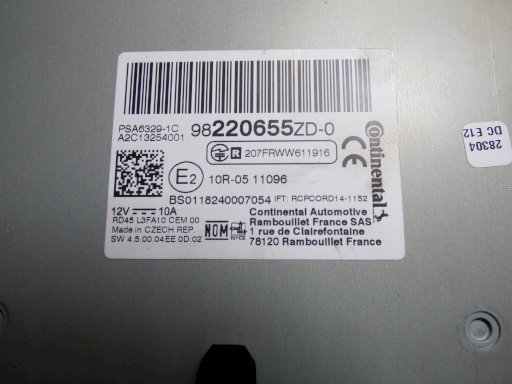 PSA6329-1C
A2C13254001
98220655ZD-0
R 207FRWW611916
E2
10R-05 11096
CE
Continental
BS0118240007054 IFT: RCPCORD14-1152
12V 10A
RD45 L3FA10 CEM 00
Made in CZECH REP.
SW 4.5.00.04EE 0D.02
NOM
NYCE
Continental Automotive
Rambouillet France SAS
1 rue de Clairefontaine
78120 Rambouillet France
28304
DC E12